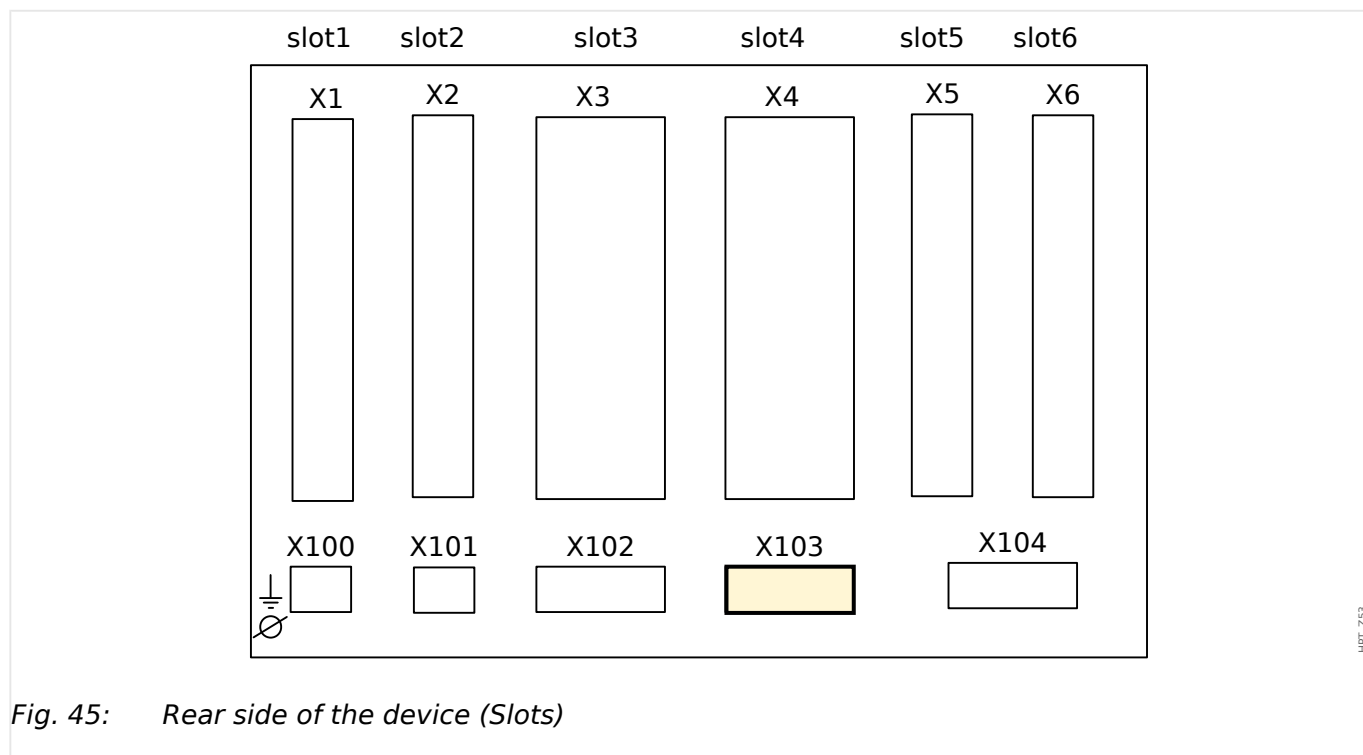 slot1 slot2 slot3 slot4 slot5 slot6
X1 X2 X3 X4 X5 X6
X100 X101 X102 X103 X104
Fig. 45: Rear side of the device (Slots)